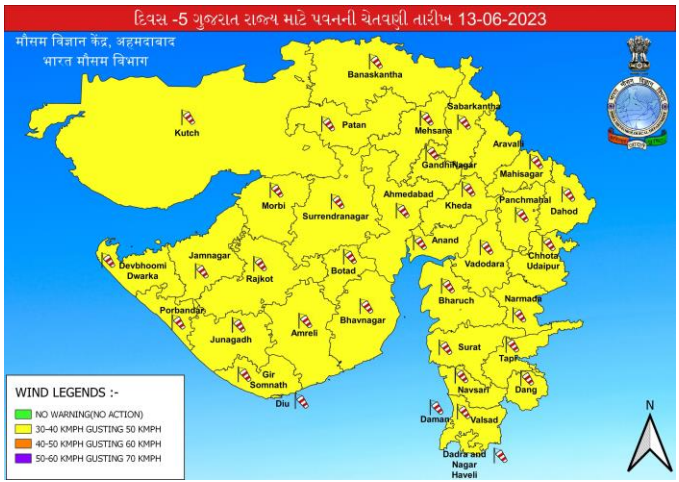 દિવસ -5 ગુજરાત રાજ્ય માટે પવનની ચેતવણી તારીખ 13-06-2023
मौसम विज्ञान केंद्र, अहमदाबाद
भारत मौसम विभाग
Banaskantha
Sabarkantha
Kutch
Patan
Mehsana
Aravalli
Gandhinagar
Mahisagar
Morbi
Surrendranagar
Ahmedabad
Kheda
Panchmahal
Dahod
Anand
Chhota
Udaipur
Vadodara
Devbhoomi
Dwarka
Jamnagar
Rajkot
Botad
Bharuch
Narmada
Porbandar
Junagadh
Amreli
Bhavnagar
Surat
Tapi
Gir
Somnath
Navsari
Dang
Diu
Daman
Valsad
Dadra and
Nagar
Haveli
WIND LEGENDS :-
NO WARNING(NO ACTION)
30-40 KMPH GUSTING 50 KMPH
40-50 KMPH GUSTING 60 KMPH
50-60 KMPH GUSTING 70 KMPH
N